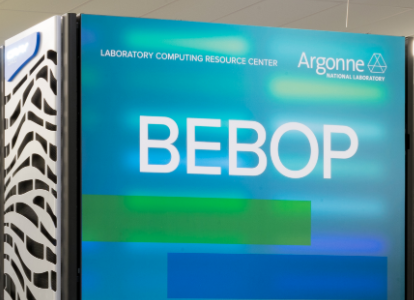 LABORATORY COMPUTING RESOURCE CENTER
Argonne
NATIONAL LABORATORY
BEBOP